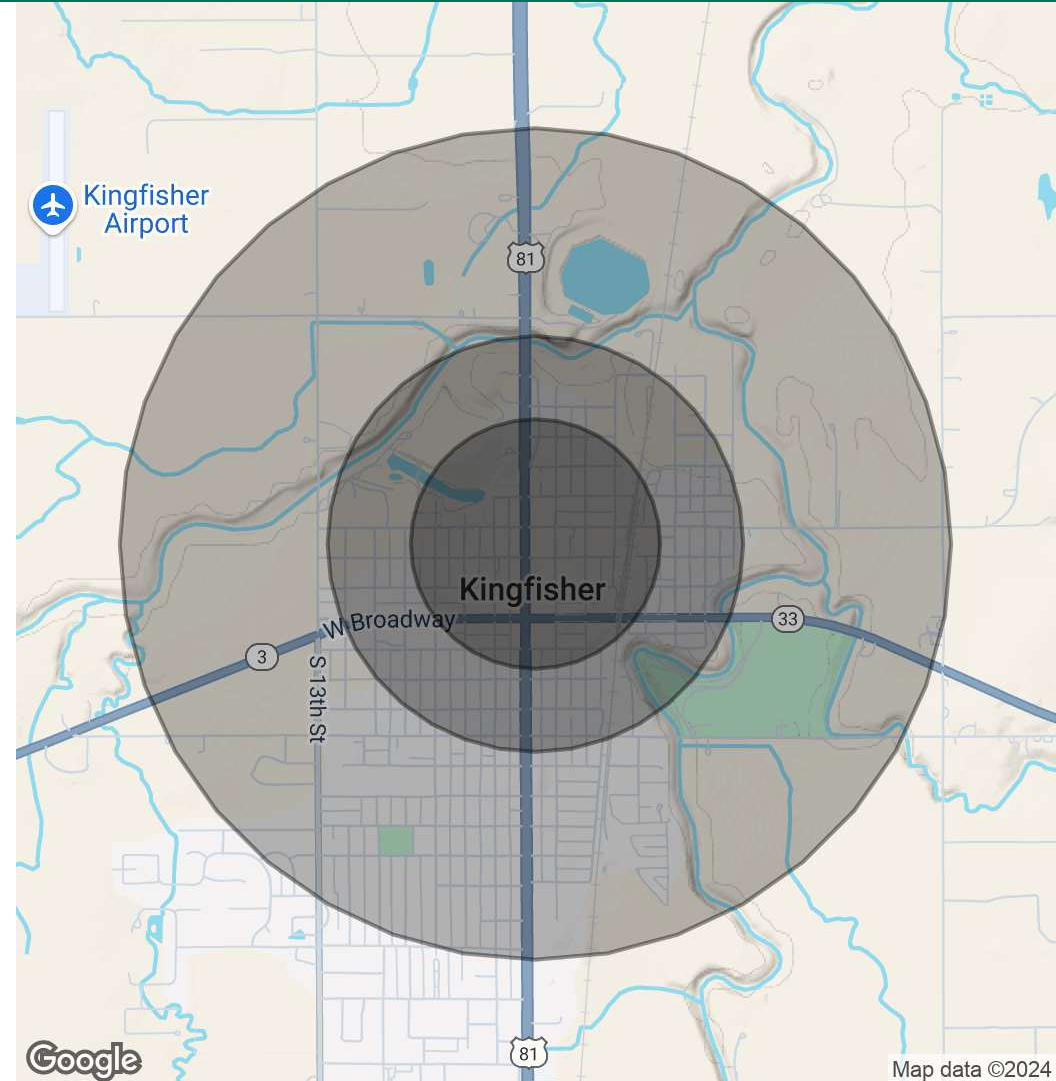 Kingfisher
Airport
81
Kingfisher
W Broadway
33
3
S 13th St
81
Google
Map data ©2024